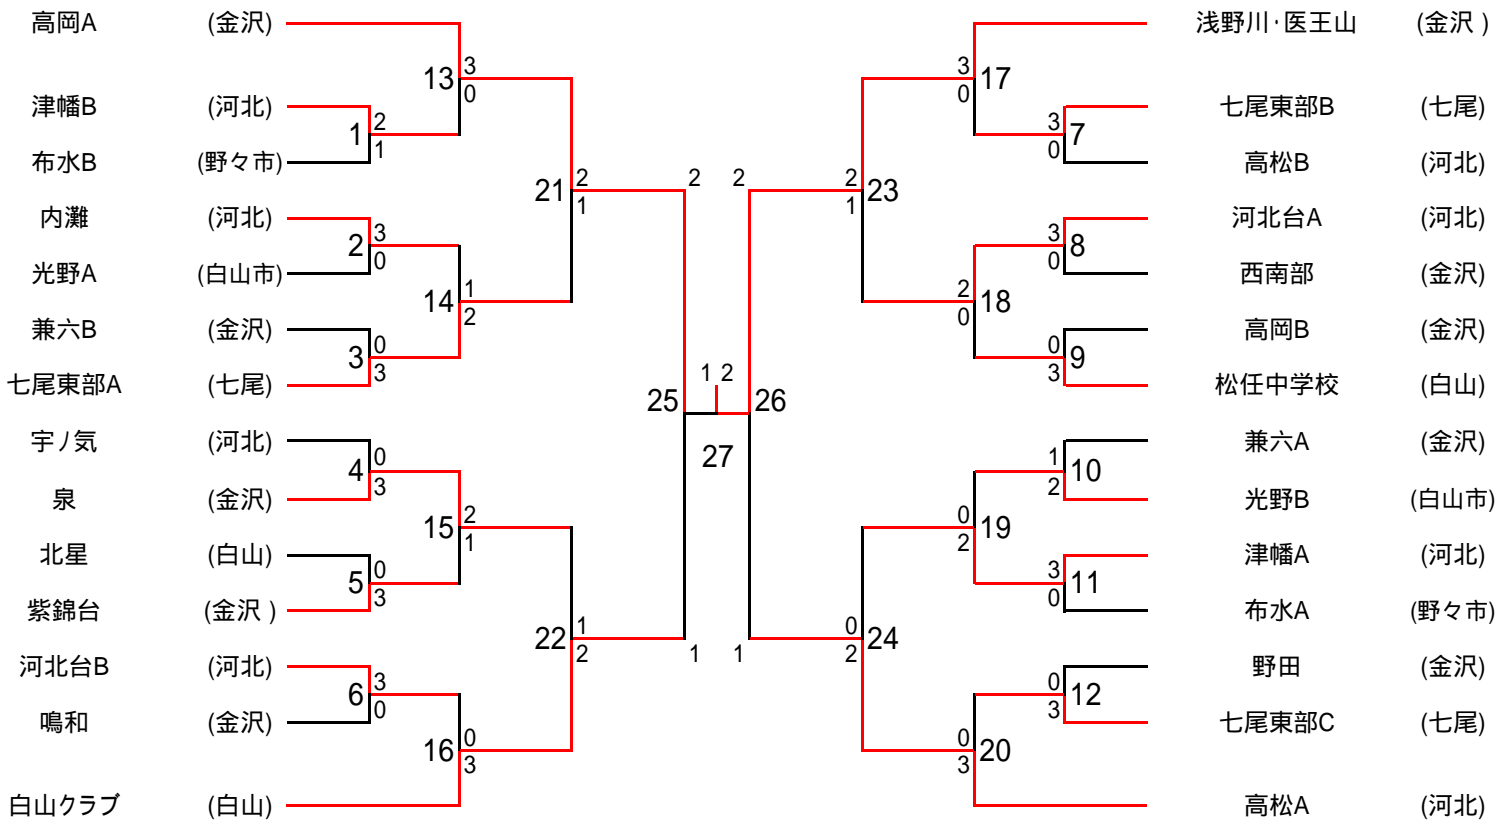 高岡A (金沢)
津幡B (河北)
布水B (野々市)
内灘 (河北)
光野A (白山市)
兼六B (金沢)
七尾東部A (七尾)
宇ノ気 (河北)
泉 (金沢)
北星 (白山)
紫錦台 (金沢 )
河北台B (河北)
鳴和 (金沢)
白山クラブ (白山)
1 2 1
2 3 0
3 0 3
4 0 3
5 0 3
6 3 0
13 3 0
14 1 2
15 2 1
16 0 3
21 2 1
22 1 2
25 2 1
1 2
27
26 2 1
23 2 1
24 0 2
17 3 0
18 2 0
19 0 2
20 0 3
7 3 0
8 3 0
9 0 3
10 1 2
11 3 0
12 0 3
浅野川·医王山 (金沢 )
七尾東部B (七尾)
高松B (河北)
河北台A (河北)
西南部 (金沢)
高岡B (金沢)
松任中学校 (白山)
兼六A (金沢)
光野B (白山市)
津幡A (河北)
布水A (野々市)
野田 (金沢)
七尾東部C (七尾)
高松A (河北)